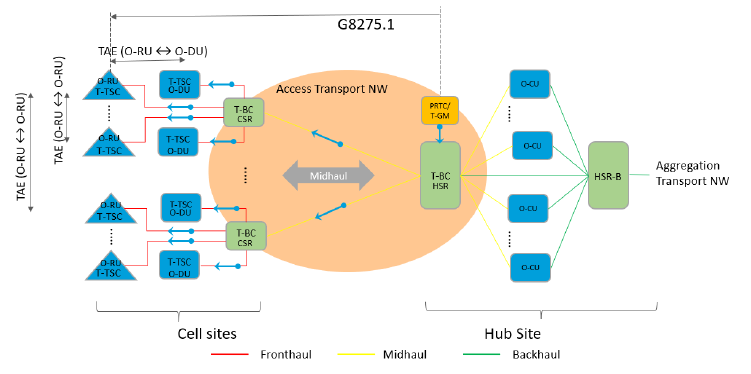 G8275.1
TAE (O-RU ↔ O-DU)
TAE (O-RU ↔ O-RU)
TAE (O-RU ↔ O-RU)
O-RU
T-TSC
T-TSC
O-DU
O-RU
T-TSC
T-TSC
O-DU
T-BC
CSR
Access Transport NW
PRTC/
T-GM
T-BC
HSR
Midhaul
O-CU
O-CU
O-CU
O-CU
HSR-B
Aggregation
Transport NW
O-RU
T-TSC
T-TSC
O-DU
O-RU
T-TSC
T-TSC
O-DU
T-BC
CSR
Cell sites
Hub Site
Fronthaul
Midhaul
Backhaul